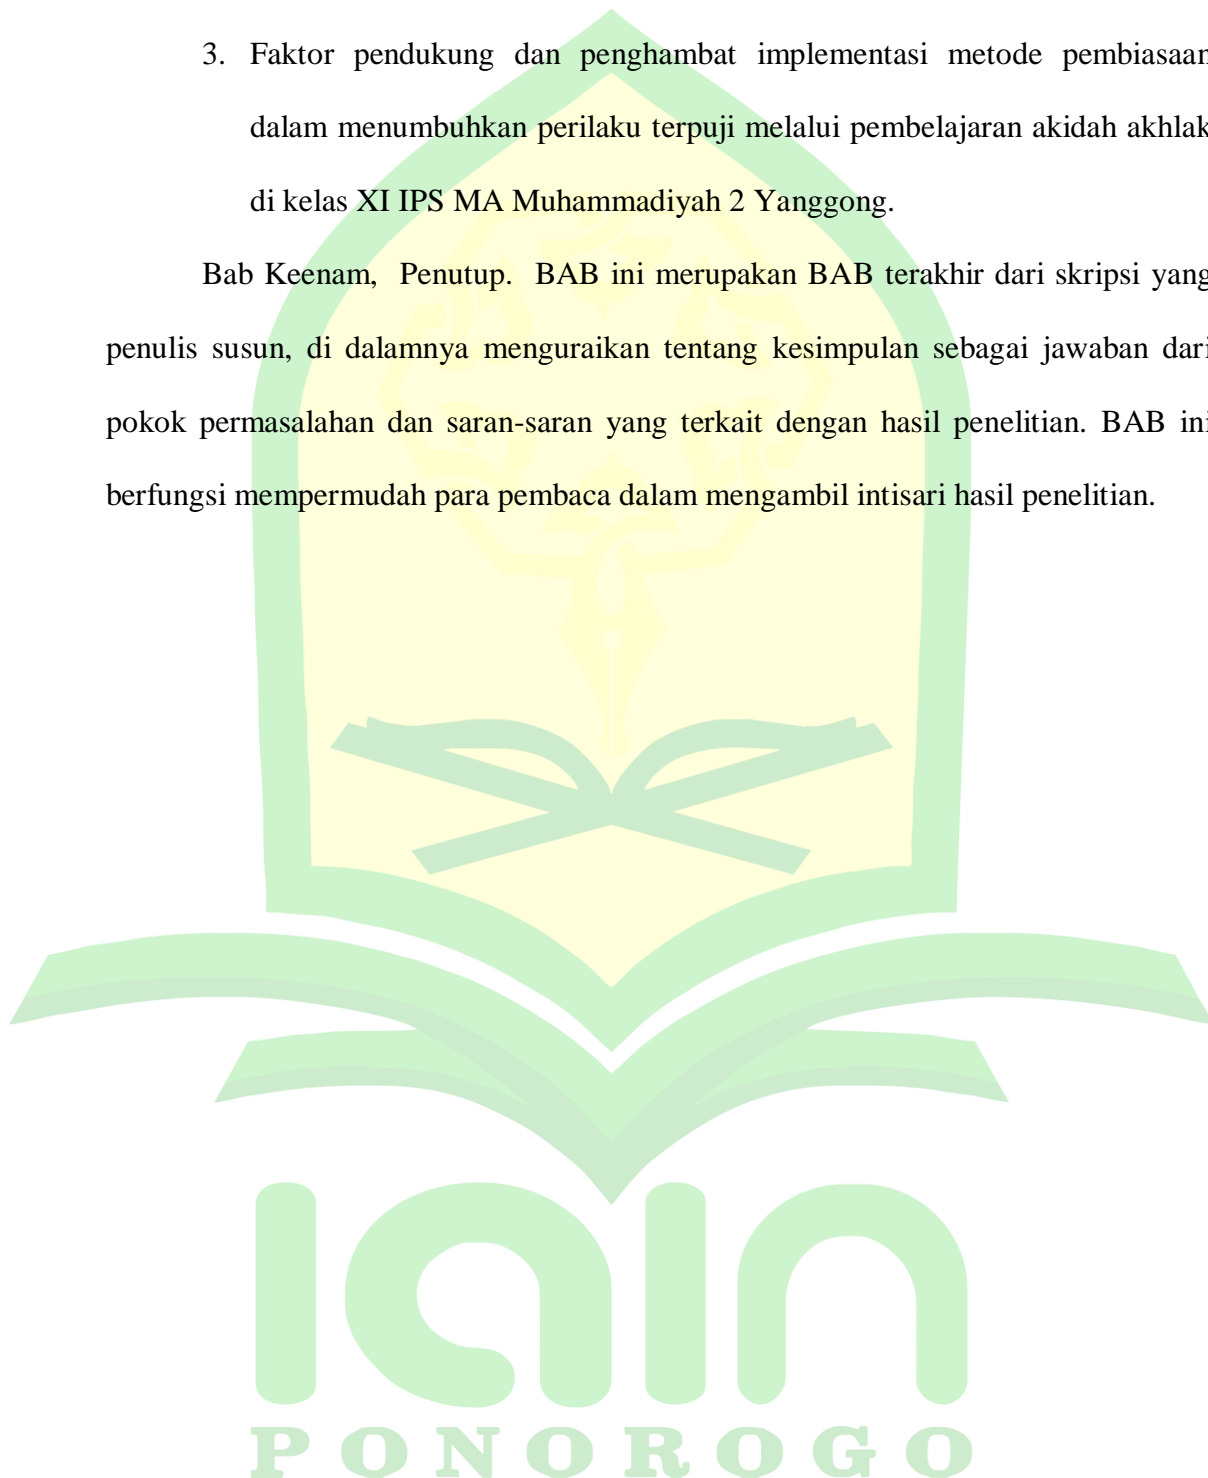 3. Faktor pendukung dan penghambat implementasi metode pembiasaan
dalam menumbuhkan perilaku terpuji melalui pembelajaran akidah akhlak
di kelas XI IPS MA Muhammadiyah 2 Yanggong.
Bab Keenam, Penutup. BAB ini merupakan BAB terakhir dari skripsi yang
penulis susun, di dalamnya menguraikan tentang kesimpulan sebagai jawaban dari
pokok permasalahan dan saran-saran yang terkait dengan hasil penelitian. BAB ini
berfungsi mempermudah para pembaca dalam mengambil intisari hasil penelitian.
IAIN
PONOROGO